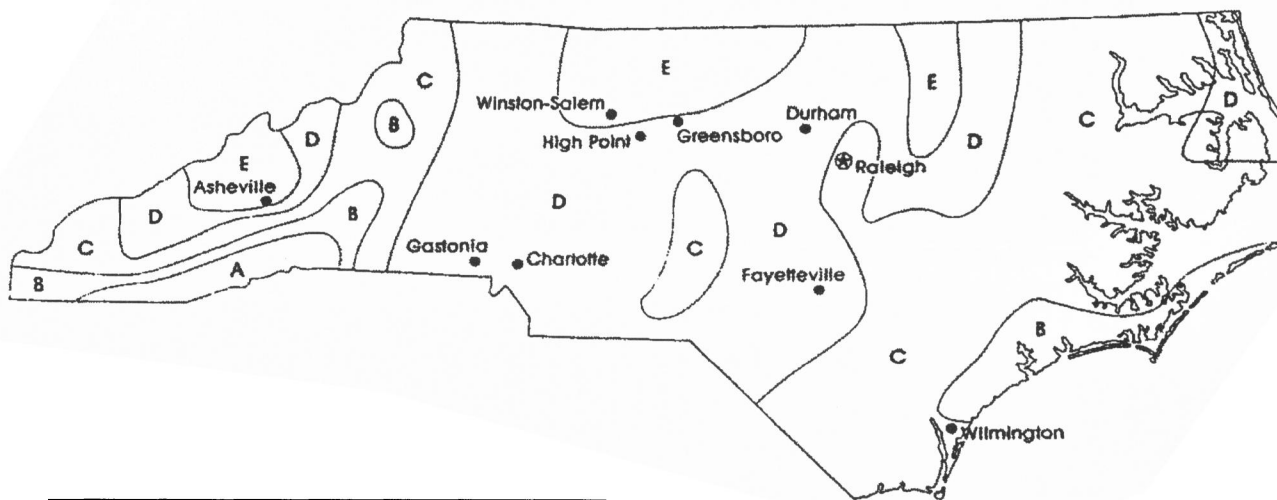 C
E
B
Winston-Salem
Durham
E
D
High Point
Greensboro
C
D
E
Raleigh
D
Asheville
D
B
D
C
C
D
Gastonia
Charlotte
A
B
Fayetteville
B
C
Wilmington